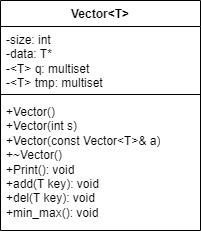 Vector<T>
-size: int
-data: T*
-<T> q: multiset
-<T> tmp: multiset
+Vector()
+Vector(int s)
+Vector(const Vector<T>& a)
+~Vector()
+Print(): void
+add(T key): void
+del(T key): void
+min_max(): void